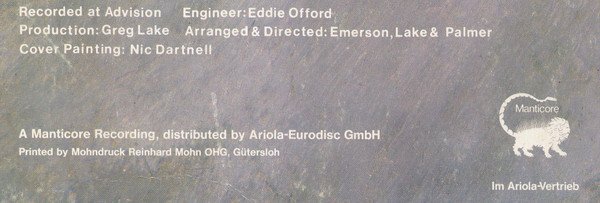 Recorded at Advision Engineer: Eddie Offord
Production: Greg Lake Arranged & Directed: Emerson, Lake & Palmer
Cover Painting: Nic Dartnell
Manticore
A Manticore Recording, distributed by Ariola-Eurodisc GmbH
Printed by Mohndruck Reinhard Mohn OHG, Gütersloh
Im Ariola-Vertrieb